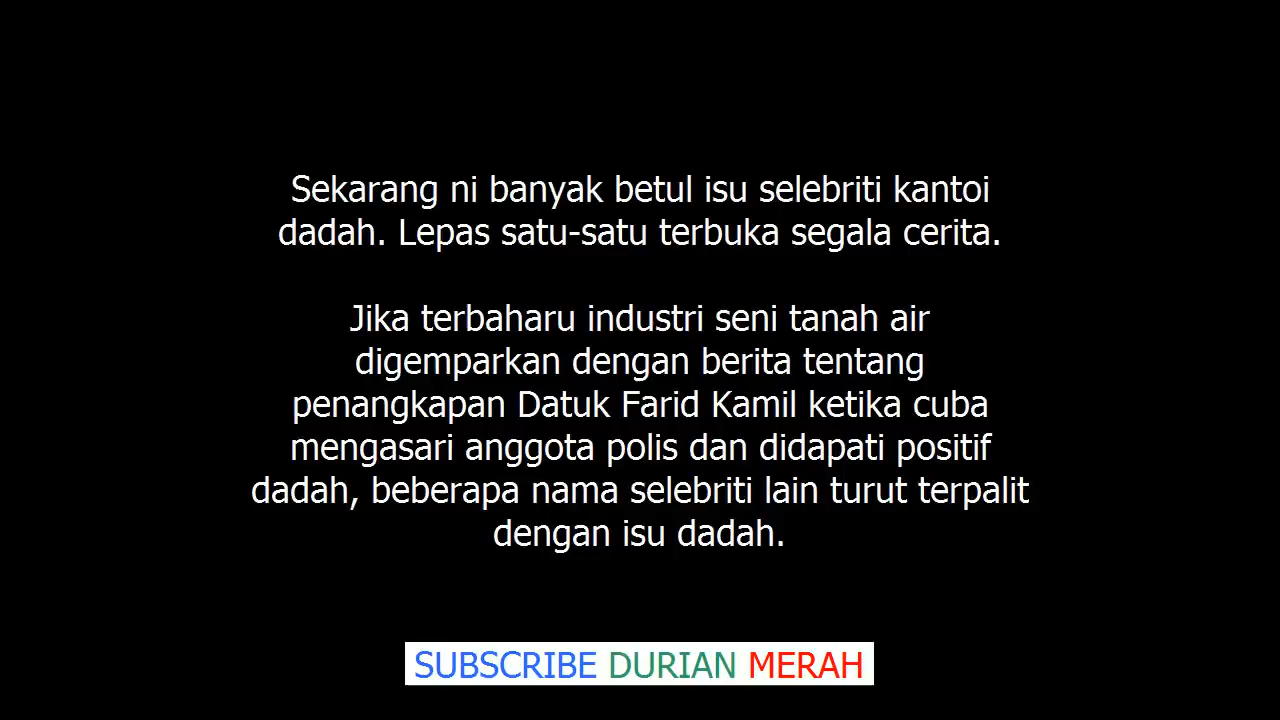 Sekarang ni banyak betul isu selebriti kantoi
dadah. Lepas satu-satu terbuka segala cerita.
Jika terbaharu industri seni tanah air
digemparkan dengan berita tentang
penangkapan Datuk Farid Kamil ketika cuba
mengasari anggota polis dan didapati positif
dadah, beberapa nama selebriti lain turut terpalit
dengan isu dadah.
SUBSCRIBE DURIAN MERAH